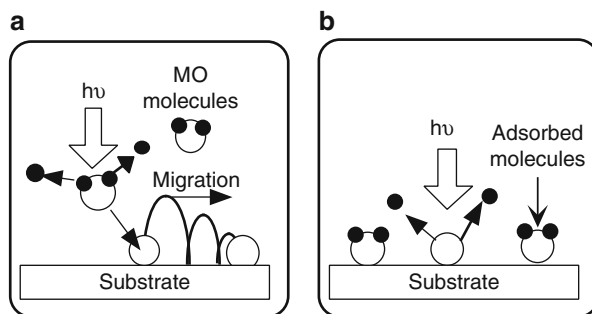 a
hυ
MO
molecules
Migration
Substrate
b
hυ
Adsorbed
molecules
Substrate